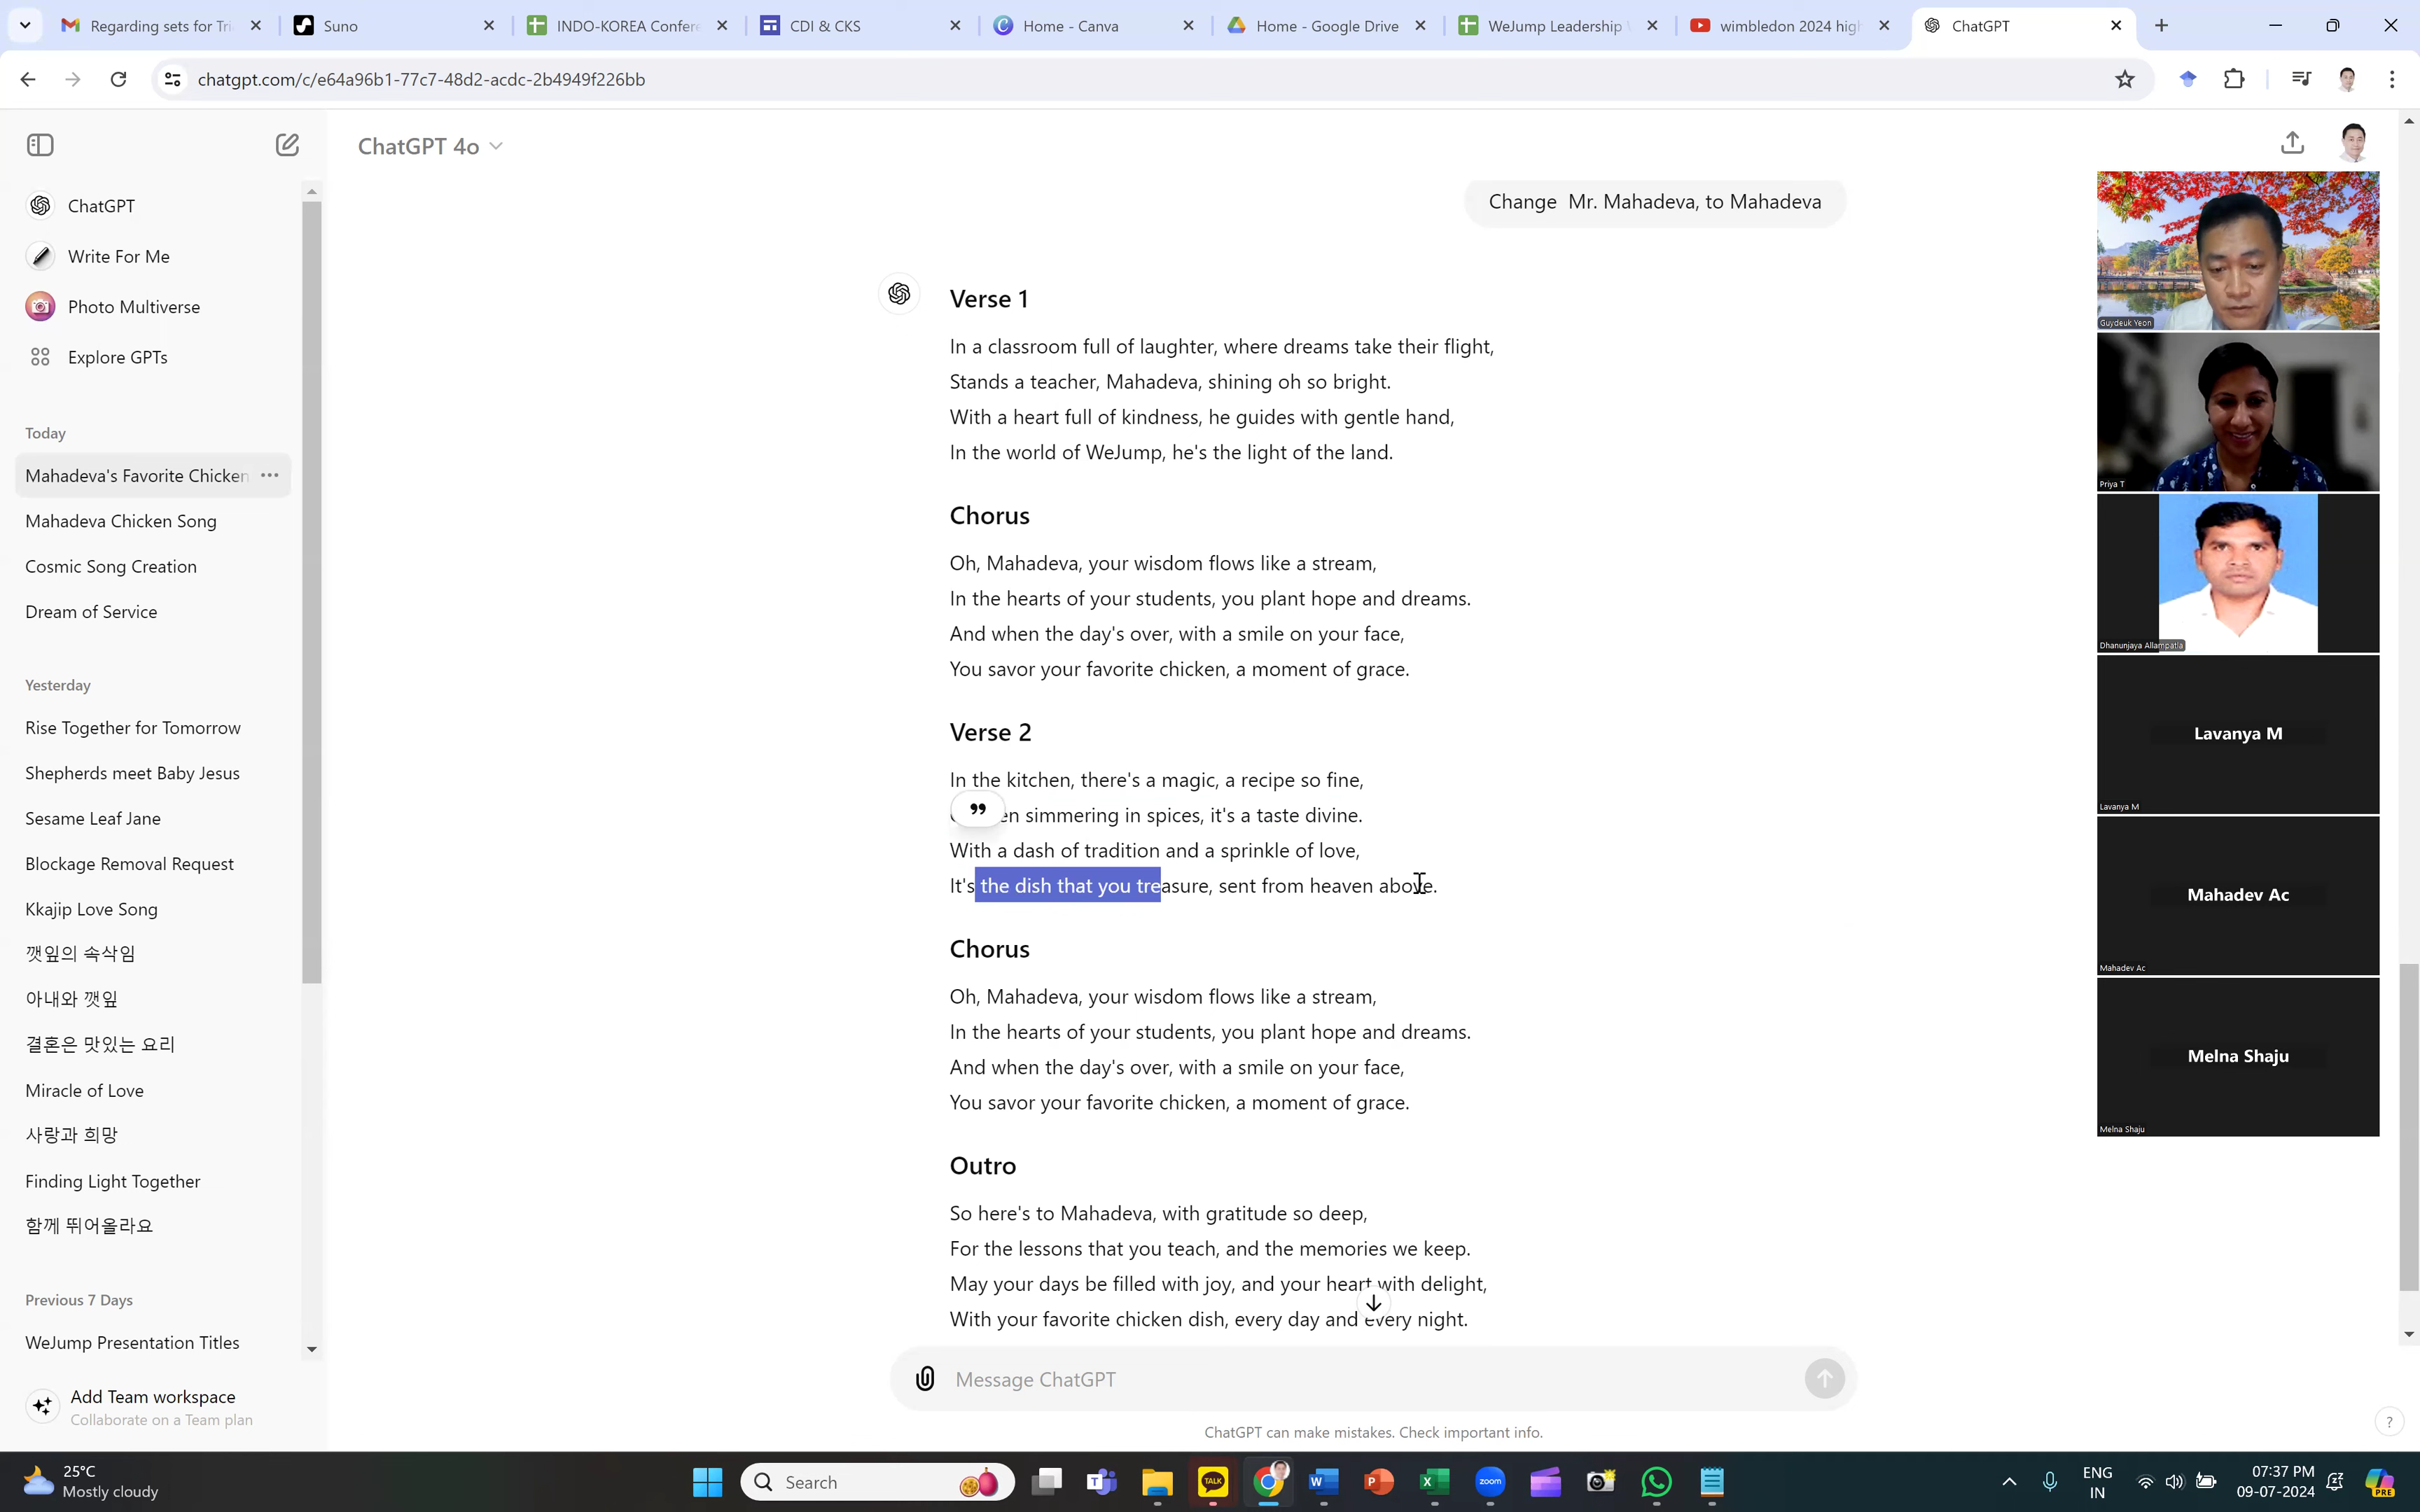 Regarding sets for Tri
Suno
INDO-KOREA Confere
CDI & CKS
Home - Canva
Home - Google Drive
WeJump Leadership
wimbledon 2024 high
ChatGPT
chatgpt.com/c/e64a96b1-77c7-48d2-acdc-2b4949f226bb
ChatGPT 4o
ChatGPT
Write For Me
Photo Multiverse
Explore GPTs
Today
Mahadeva's Favorite Chicken
Mahadeva Chicken Song
Cosmic Song Creation
Dream of Service
Yesterday
Rise Together for Tomorrow
Shepherds meet Baby Jesus
Sesame Leaf Jane
Blockage Removal Request
Kkajip Love Song
깻잎의 속삭임
아내와 깻잎
결혼은 맛있는 요리
Miracle of Love
사랑과 희망
Finding Light Together
함께 뛰어올라요
Previous 7 Days
WeJump Presentation Titles
Add Team workspace
Collaborate on a Team plan
Change Mr. Mahadeva, to Mahadeva
Verse 1
In a classroom full of laughter, where dreams take their flight,
Stands a teacher, Mahadeva, shining oh so bright.
With a heart full of kindness, he guides with gentle hand,
In the world of WeJump, he's the light of the land.
Chorus
Oh, Mahadeva, your wisdom flows like a stream,
In the hearts of your students, you plant hope and dreams.
And when the day's over, with a smile on your face,
You savor your favorite chicken, a moment of grace.
Verse 2
In the kitchen, there's a magic, a recipe so fine,
simmering in spices, it's a taste divine.
With a dash of tradition and a sprinkle of love,
It's the dish that you treasure, sent from heaven above.
Chorus
Oh, Mahadeva, your wisdom flows like a stream,
In the hearts of your students, you plant hope and dreams.
And when the day's over, with a smile on your face,
You savor your favorite chicken, a moment of grace.
Outro
So here's to Mahadeva, with gratitude so deep,
For the lessons that you teach, and the memories we keep.
May your days be filled with joy, and your heart with delight,
With your favorite chicken dish, every day and every night.
Message ChatGPT
ChatGPT can make mistakes. Check important info.
?
Guydeuk Yeon
Priya T
Dhanunjaya Allampatla
Lavanya M
Lavanya M
Mahadev Ac
Mahadev Ac
Melna Shaju
Melna Shaju
25°C
Mostly cloudy
Search
TALK
zoom
ENG
IN
07:37 PM
09-07-2024
PRE